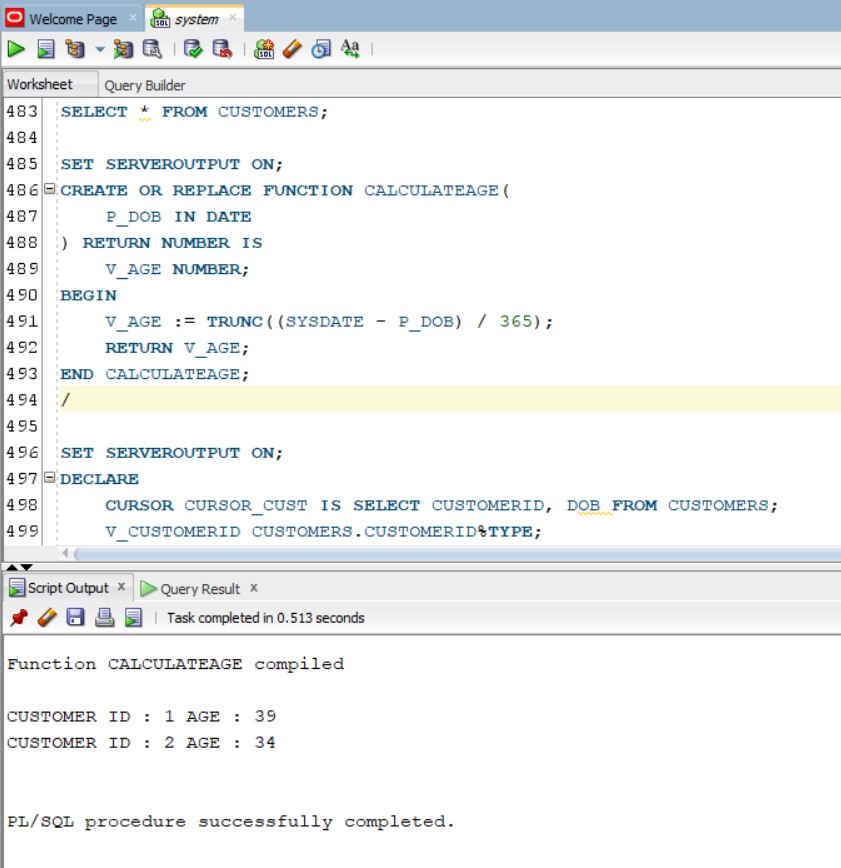 Welcome Page × system ×
Worksheet Query Builder
483 SELECT * FROM CUSTOMERS;
484
485 SET SERVEROUTPUT ON;
486 CREATE OR REPLACE FUNCTION CALCULATEAGE(
487 P_DOB IN DATE
488 ) RETURN NUMBER IS
489 V_AGE NUMBER;
490 BEGIN
491 V_AGE := TRUNC((SYSDATE - P_DOB) / 365);
492 RETURN V_AGE;
493 END CALCULATEAGE;
494 /
495
496 SET SERVEROUTPUT ON;
497 DECLARE
498 CURSOR CURSOR_CUST IS SELECT CUSTOMERID, DOB FROM CUSTOMERS;
499 V_CUSTOMERID CUSTOMERS.CUSTOMERID%TYPE;
Script Output × Query Result ×
Task completed in 0.513 seconds
Function CALCULATEAGE compiled
CUSTOMER ID : 1 AGE : 39
CUSTOMER ID : 2 AGE : 34
PL/SQL procedure successfully completed.